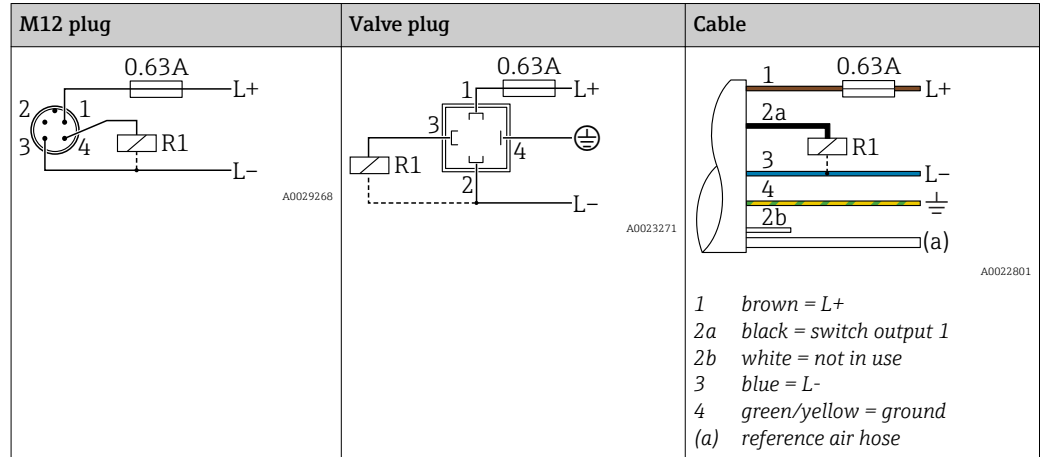 M12 plug
Valve plug
Cable
0.63A
L+
2 1
3 4
R1
L–
A0029268
0.63A
1 L+
3
4
R1
2
L–
A0023271
1 0.63A
L+
2a
R1
3
L–
4
2b
(a)
A0022801
1 brown = L+
2a black = switch output 1
2b white = not in use
3 blue = L-
4 green/yellow = ground
(a) reference air hose